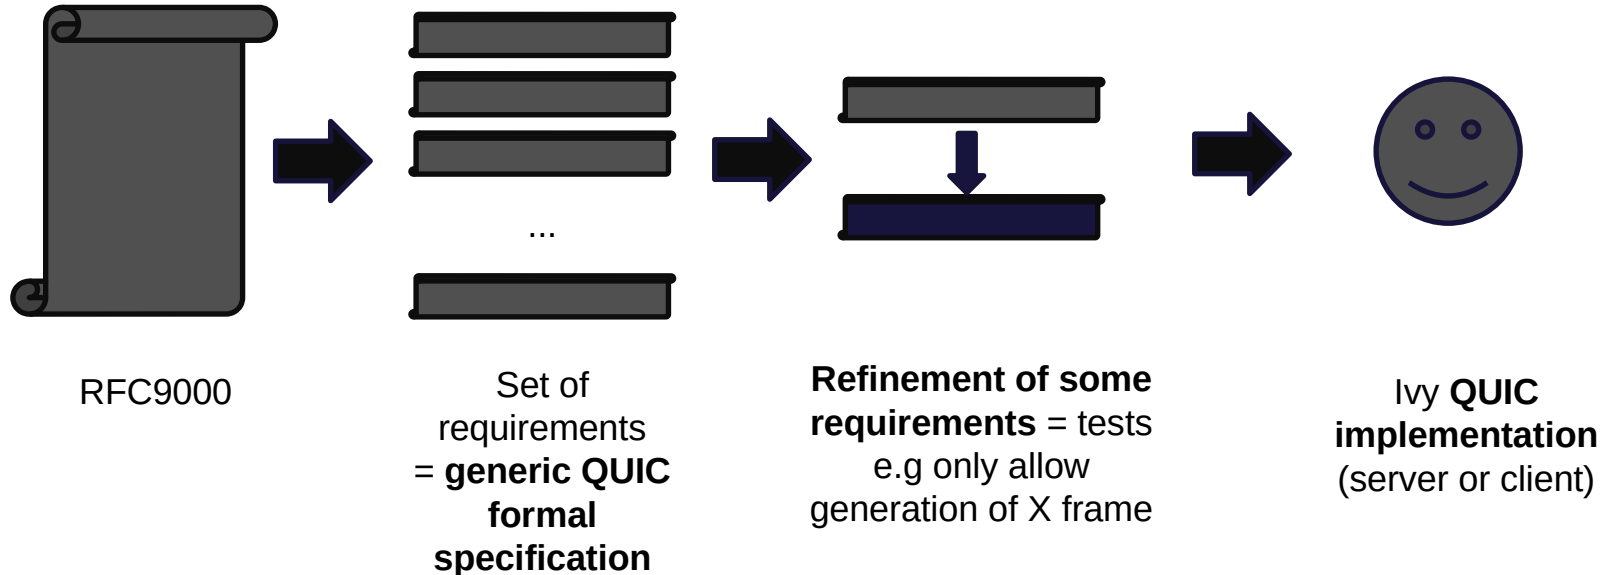 ...
RFC9000
Set of
requirements
= generic QUIC
formal
specification
Refinement of some
requirements = tests
e.g only allow
generation of X frame
Ivy QUIC
implementation
(server or client)